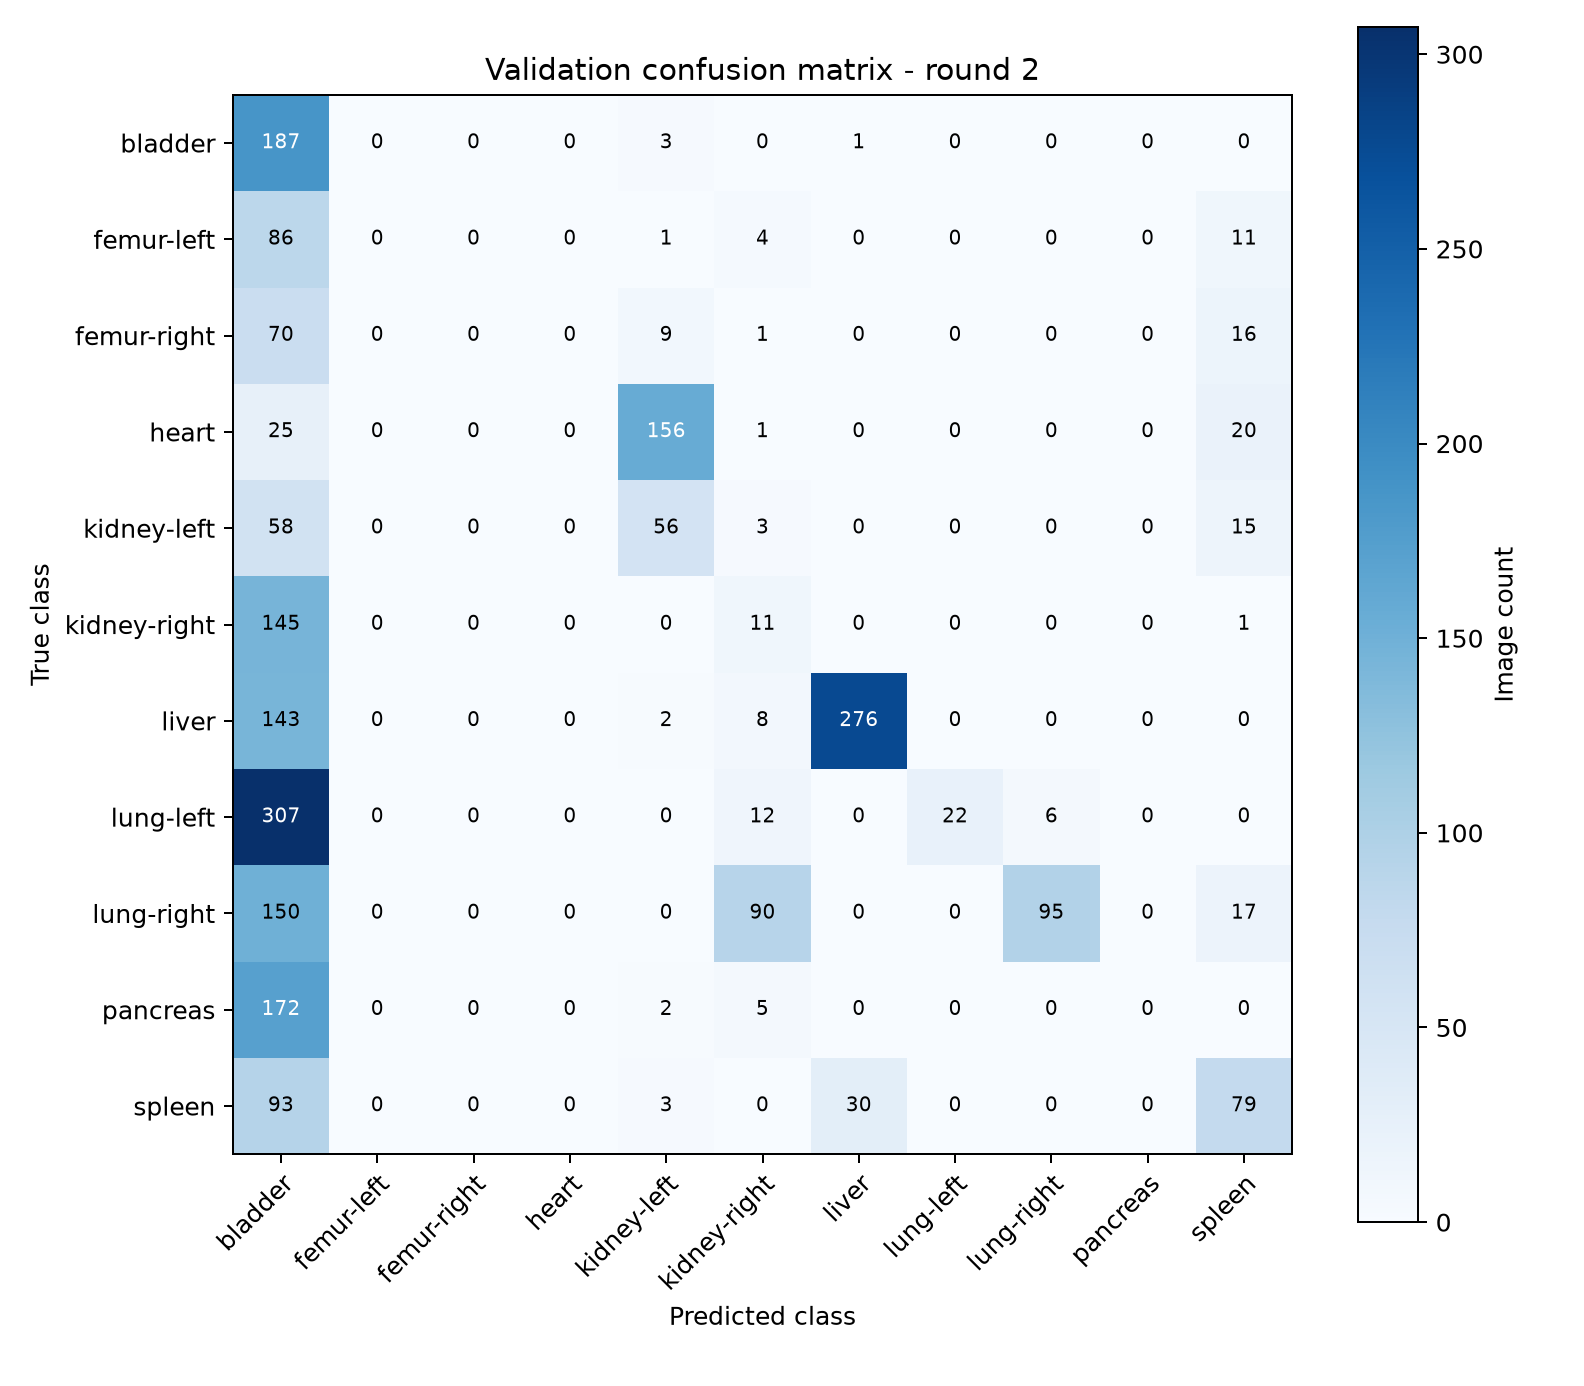 Validation confusion matrix - round 2
bladder 187 0 0 0 3 0 1 0 0 0 0
femur-left 86 0 0 0 1 4 0 0 0 0 11
femur-right 70 0 0 0 9 1 0 0 0 0 16
heart 25 0 0 0 156 1 0 0 0 0 20
kidney-left 58 0 0 0 56 3 0 0 0 0 15
kidney-right 145 0 0 0 0 11 0 0 0 0 1
liver 143 0 0 0 2 8 276 0 0 0 0
lung-left 307 0 0 0 0 12 0 22 6 0 0
lung-right 150 0 0 0 0 90 0 0 95 0 17
pancreas 172 0 0 0 2 5 0 0 0 0 0
spleen 93 0 0 0 3 0 30 0 0 0 79
bladder femur-left femur-right heart kidney-left kidney-right liver lung-left lung-right pancreas spleen
Predicted class
True class
300
250
200
150
100
50
0
Image count